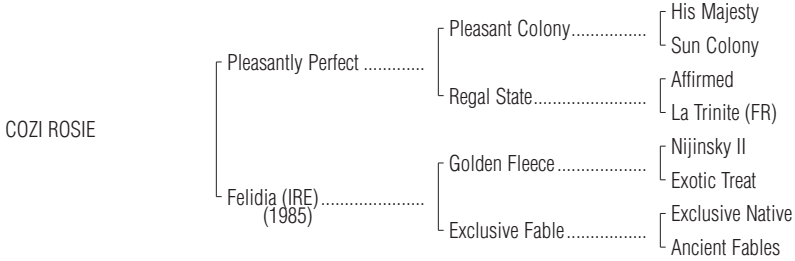 His Majesty
Pleasant Colony................
Sun Colony
Pleasantly Perfect .............
Affirmed
Regal State........................
La Trinite (FR)
COZI ROSIE
Nijinsky II
Golden Fleece...................
Exotic Treat
Felidia (IRE)......................
(1985)
Exclusive Native
Exclusive Fable.................
Ancient Fables